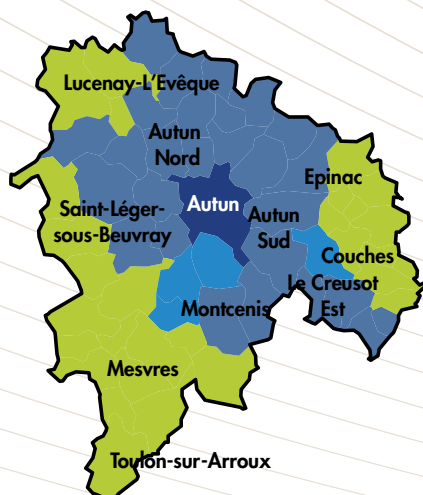 Lucenay-L'Evêque
Autun
Nord
Epinac
Autun
Saint-Léger-
sous-Beuvray
Autun
Sud
Couches
Le Creusot
Est
Montcenis
Mesvres
Toulon-sur-Arroux